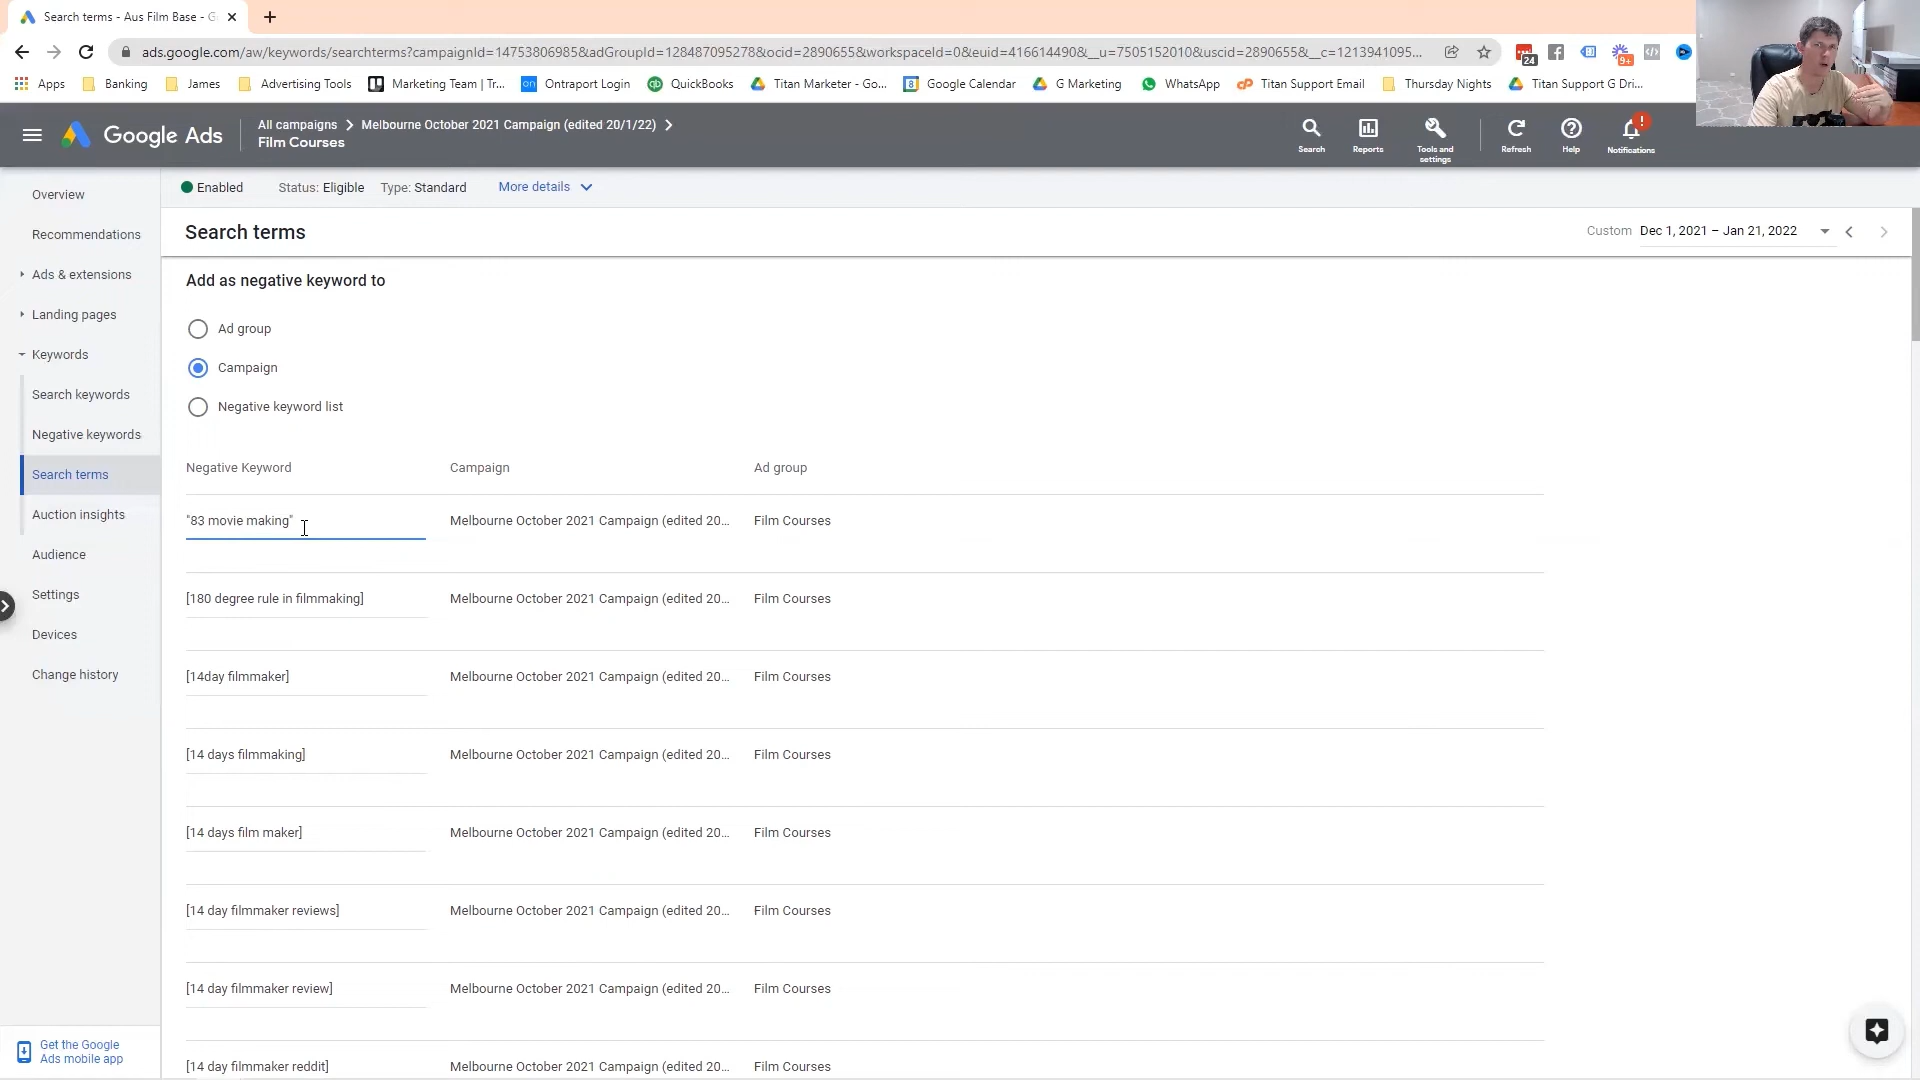 Search terms - Aus Film Base - G
ads.google.com/aw/keywords/searchterms?campaignId=14753806985&adGroupId=128487095278&ocid=2890655&workspaceId=0&euid=416614490&__u=7505152010&uscid=2890655&__c=1213941095...
24
9+
Apps
Banking
James
Advertising Tools
Marketing Team | Tr...
on
Ontraport Login
qb
QuickBooks
Titan Marketer - Go...
8
Google Calendar
G Marketing
WhatsApp
Titan Support Email
Thursday Nights
Titan Support G Dri...
Google Ads
All campaigns
Melbourne October 2021 Campaign (edited 20/1/22)
Film Courses
Search
Reports
Tools and
settings
Refresh
Help
!
Notifications
Overview
Recommendations
Ads & extensions
Landing pages
Keywords
Search keywords
Negative keywords
Search terms
Auction insights
Audience
Settings
Devices
Change history
Get the Google
Ads mobile app
Enabled
Status: Eligible
Type: Standard
More details
Search terms
Custom Dec 1, 2021 – Jan 21, 2022
Add as negative keyword to
Ad group
Campaign
Negative keyword list
Negative Keyword Campaign Ad group
"83 movie making" Melbourne October 2021 Campaign (edited 20... Film Courses
[180 degree rule in filmmaking] Melbourne October 2021 Campaign (edited 20... Film Courses
[14day filmmaker] Melbourne October 2021 Campaign (edited 20... Film Courses
[14 days filmmaking] Melbourne October 2021 Campaign (edited 20... Film Courses
[14 days film maker] Melbourne October 2021 Campaign (edited 20... Film Courses
[14 day filmmaker reviews] Melbourne October 2021 Campaign (edited 20... Film Courses
[14 day filmmaker review] Melbourne October 2021 Campaign (edited 20... Film Courses
[14 day filmmaker reddit] Melbourne October 2021 Campaign (edited 20... Film Courses